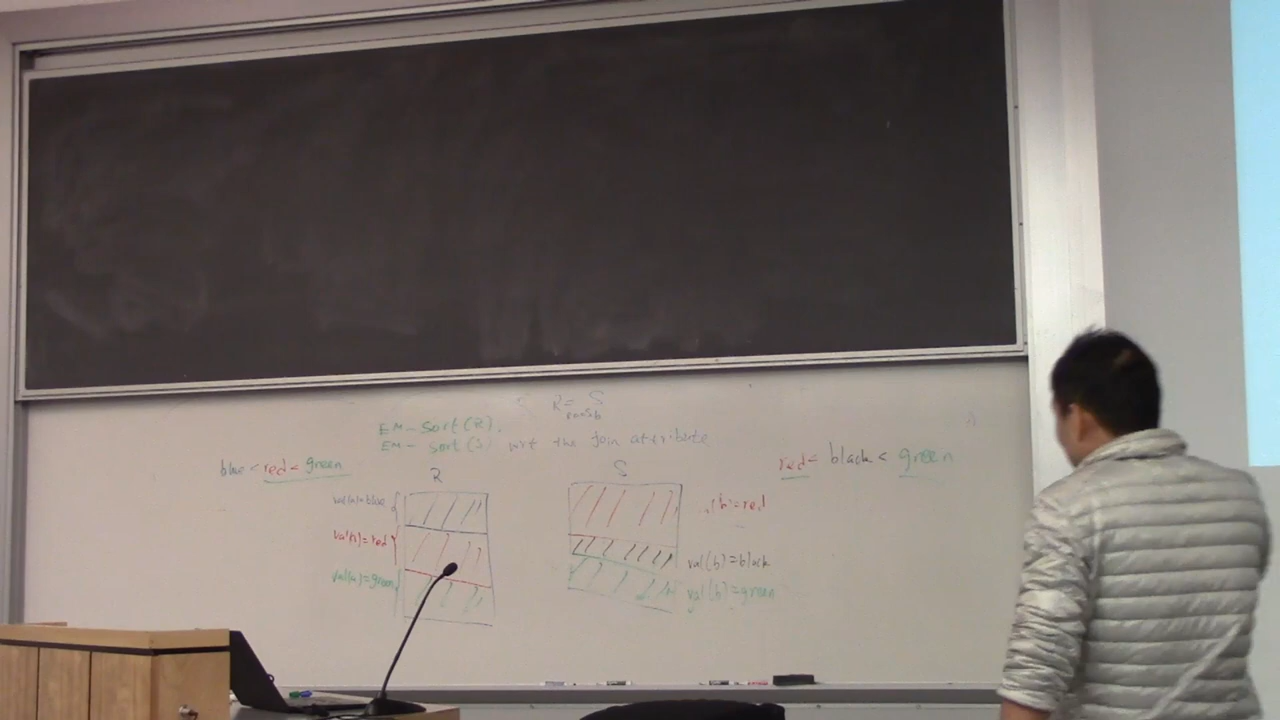 R = S
EM - Sort (R).
EM - Sort (S) wrt the join attribute
blue < red < green
red < black < green
R
S
val(a)=blue
val(a)=red
val(a)=green
(b)=red
val(b)=black
val(b)=green